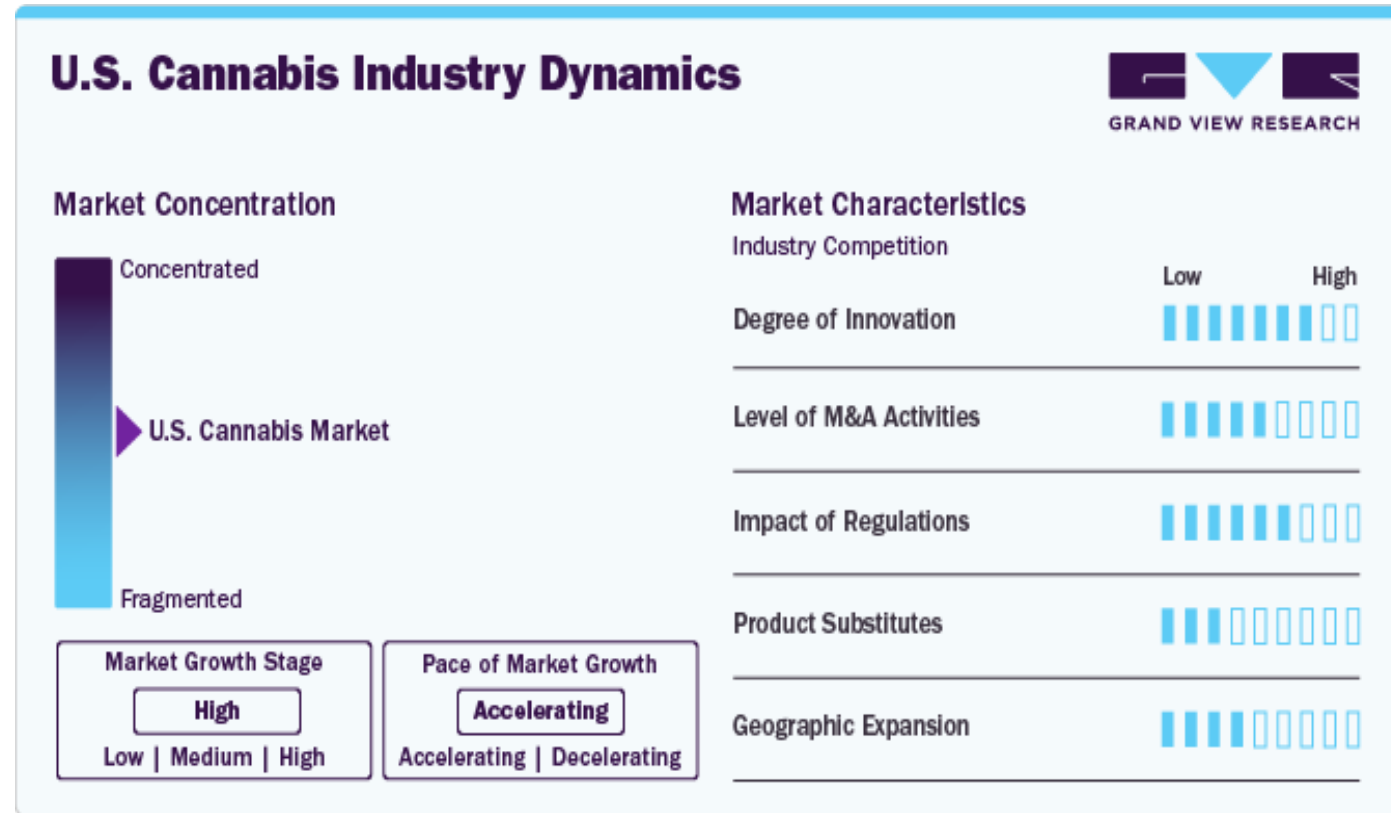 U.S. Cannabis Industry Dynamics
GRAND VIEW RESEARCH
Market Concentration
Concentrated
U.S. Cannabis Market
Fragmented
Market Growth Stage
High
Low | Medium | High
Pace of Market Growth
Accelerating
Accelerating | Decelerating
Market Characteristics
Industry Competition
Low High
Degree of Innovation
Level of M&A Activities
Impact of Regulations
Product Substitutes
Geographic Expansion